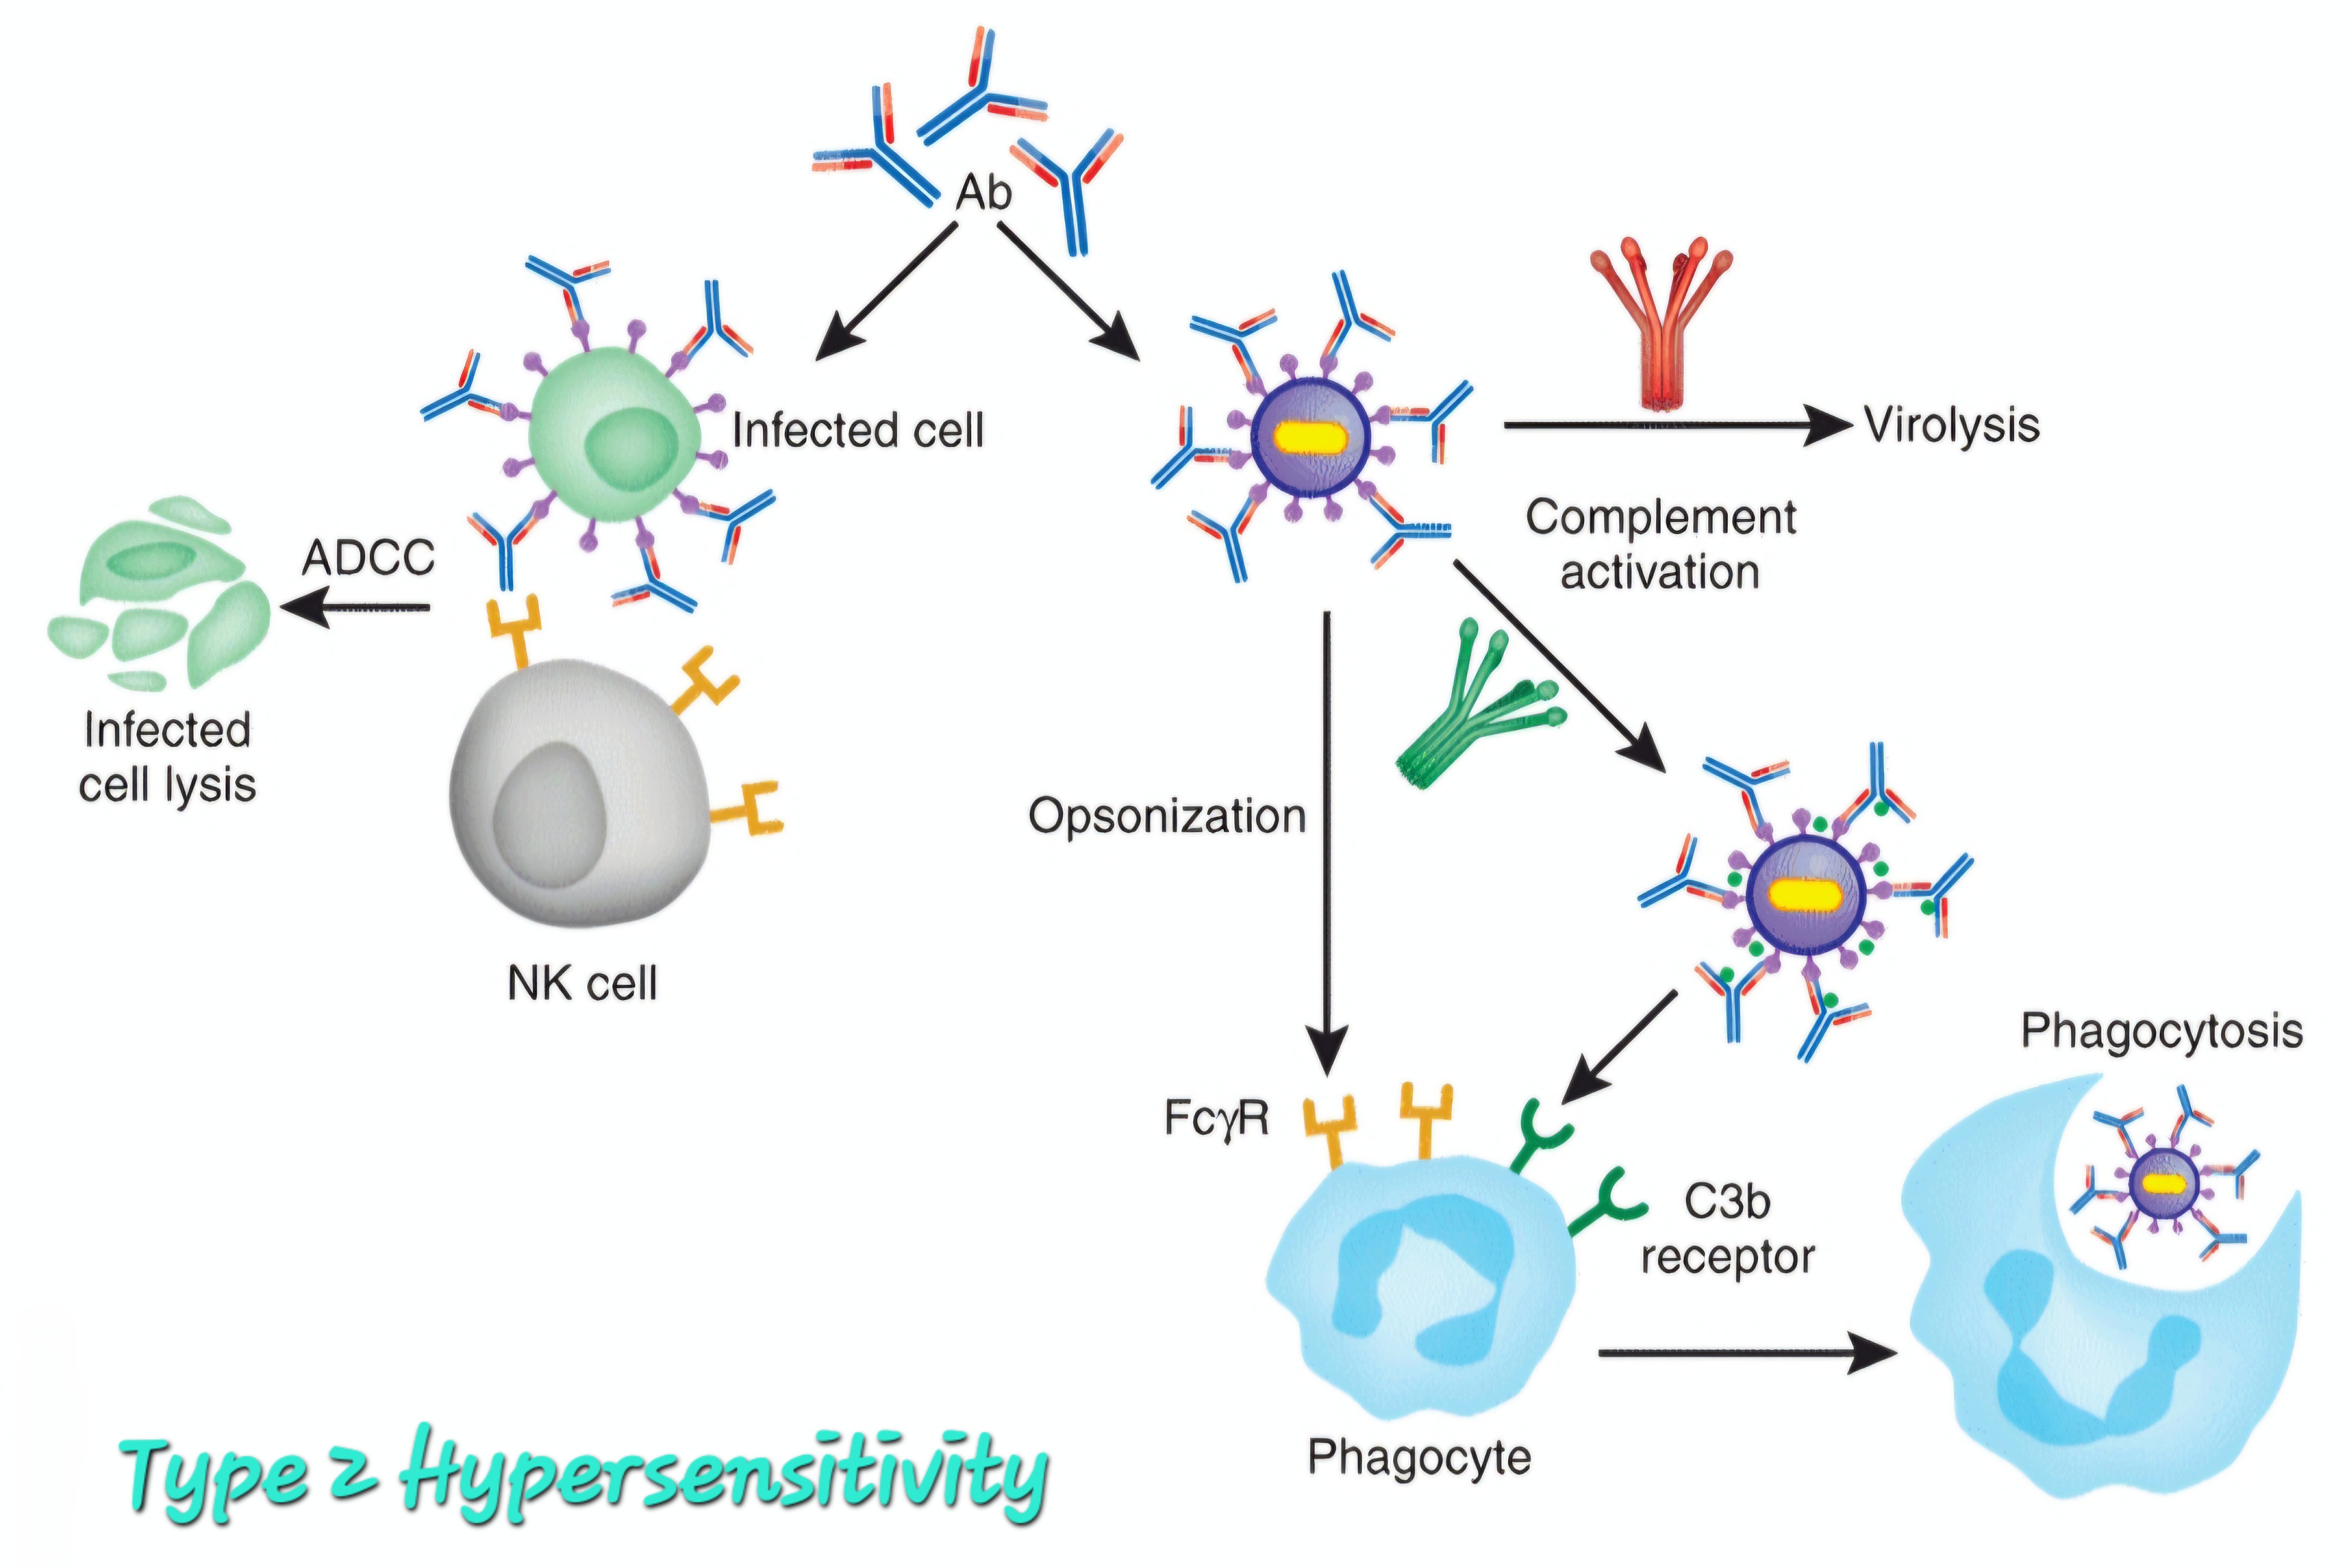 Ab
Infected cell
Virolysis
Complement
activation
ADCC
Infected
cell lysis
NK cell
Opsonization
Phagocytosis
FcγR
C3b
receptor
Phagocyte
Type 2 Hypersensitivity